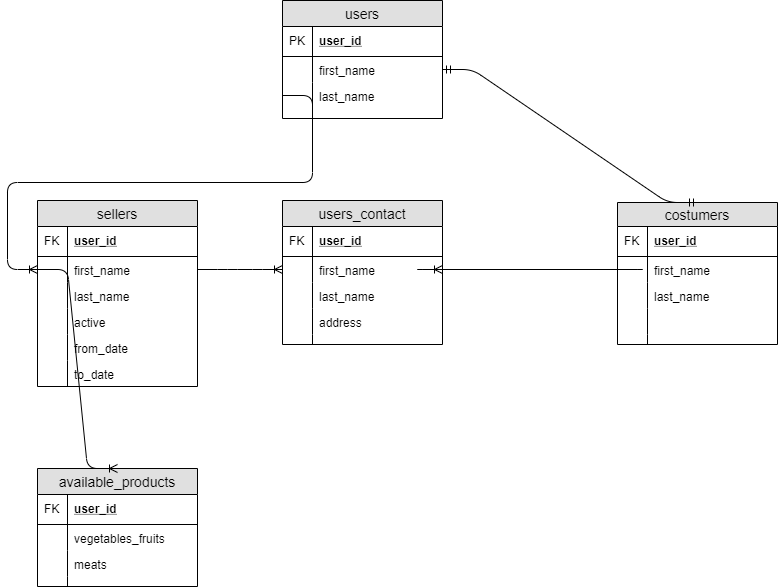 users
PK user_id
first_name
last_name
sellers
FK user_id
first_name
last_name
active
from_date
to_date
users_contact
FK user_id
first_name
last_name
address
costumers
FK user_id
first_name
last_name
available_products
FK user_id
vegetables_fruits
meats